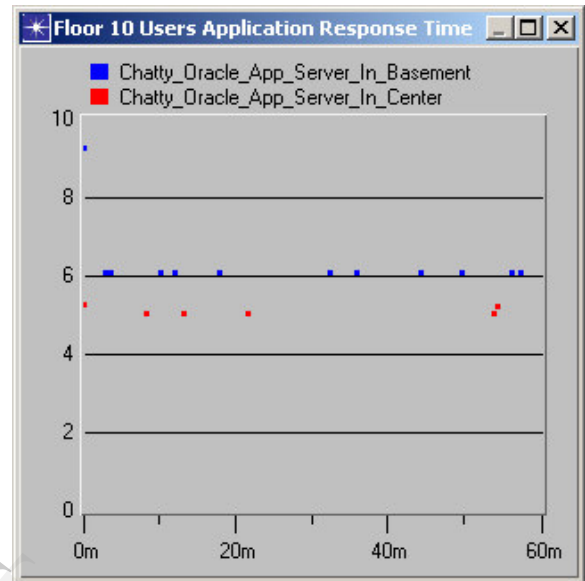 Floor 10 Users Application Response Time
Chatty_Oracle_App_Server_In_Basement
Chatty_Oracle_App_Server_In_Center
10
8
6
4
2
0
0m 20m 40m 60m